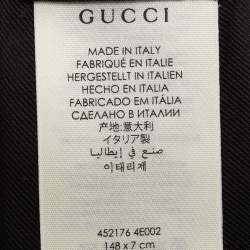 GUCCI
MADE IN ITALY
FABRIQUÉ EN ITALIE
HERGESTELLT IN ITALIEN
HECHO EN ITALIA
FABRICADO EM ITÁLIA
СДЕЛАНО В ИТАЛИИ
产地:意大利
イタリア製
صنع في إيطاليا
이태리제
452176 4E002
148 x 7 cm